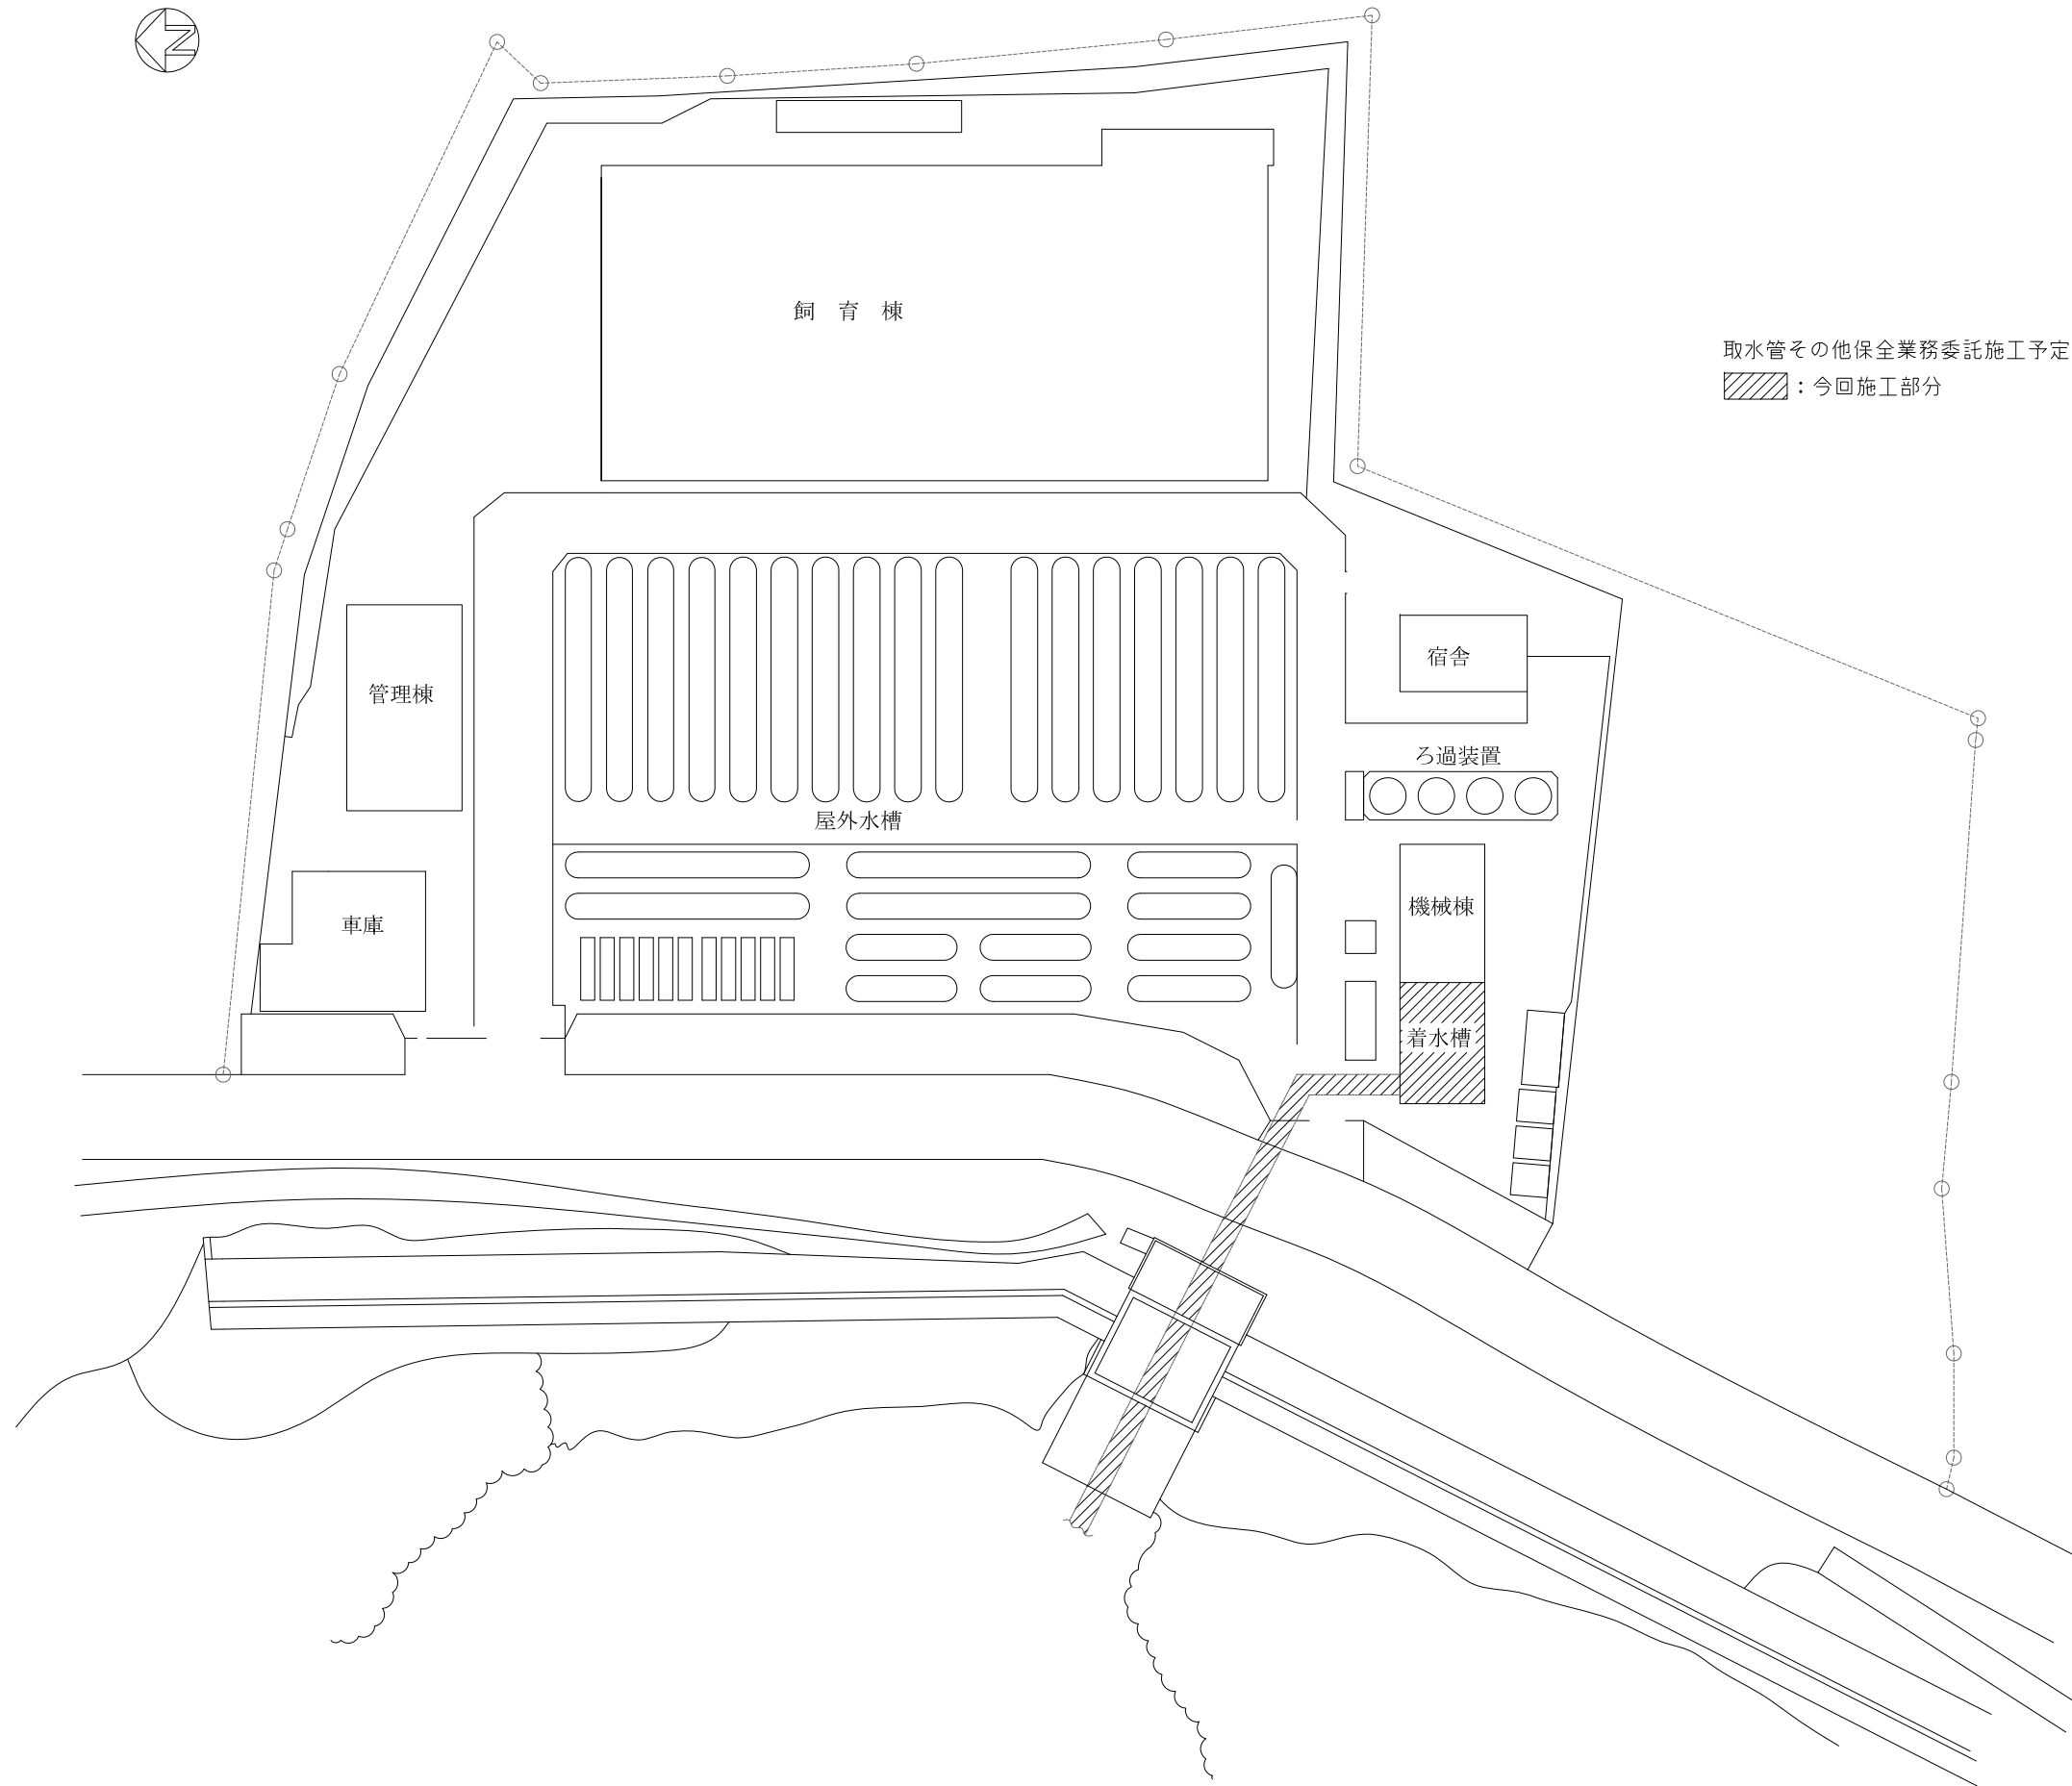 N
飼 育 棟
取水管その他保全業務委託施工予定
：今回施工部分
宿舎
管理棟
ろ過装置
屋外水槽
機械棟
車庫
着水槽